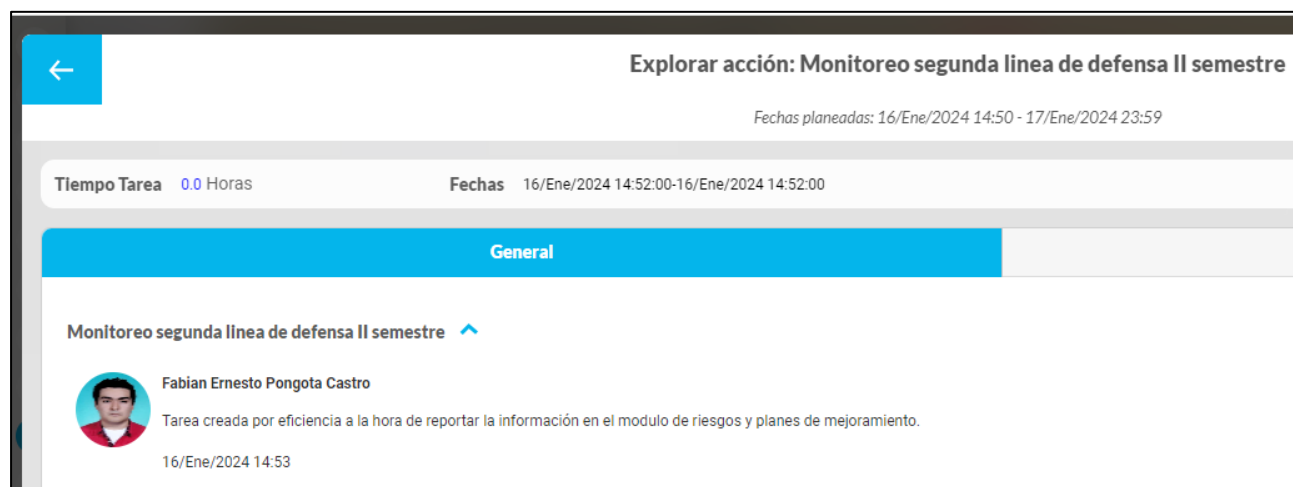 Explorar acción: Monitoreo segunda linea de defensa II semestre
Fechas planeadas: 16/Ene/2024 14:50 - 17/Ene/2024 23:59
Tiempo Tarea 0.0 Horas Fechas 16/Ene/2024 14:52:00-16/Ene/2024 14:52:00
General
Monitoreo segunda linea de defensa II semestre
Fabian Ernesto Pongota Castro
Tarea creada por eficiencia a la hora de reportar la información en el modulo de riesgos y planes de mejoramiento.
16/Ene/2024 14:53